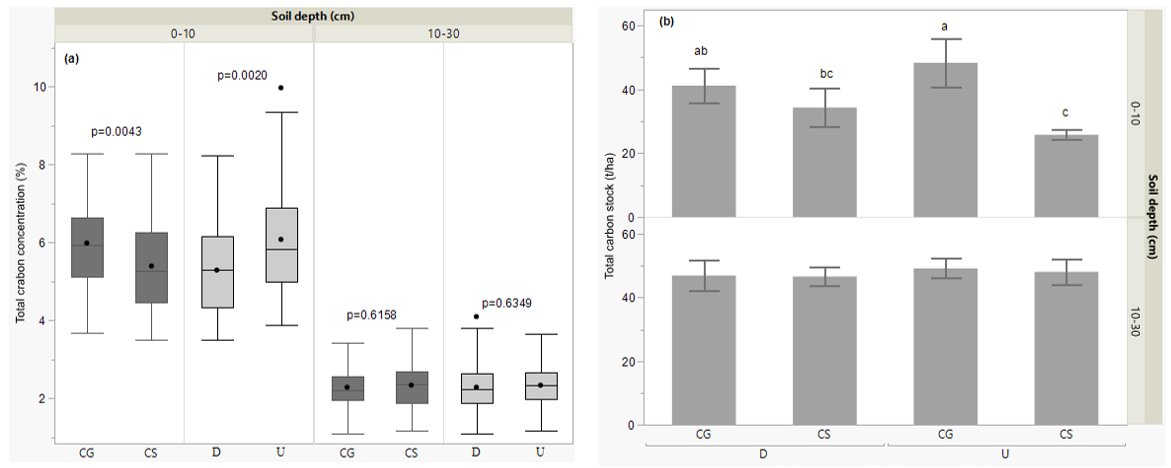 Soil depth (cm)
0-10 10-30
(a)
p=0.0043
p=0.0020
p=0.6158
p=0.6349
Total crabon concentration (%)
10
8
6
4
2
CG CS D U CG CS D U
(b)
Total carbon stock (t/ha)
60
40
20
0
60
40
20
0
ab
bc
a
c
0-10
10-30
Soil depth (cm)
CG CS CG CS
D U